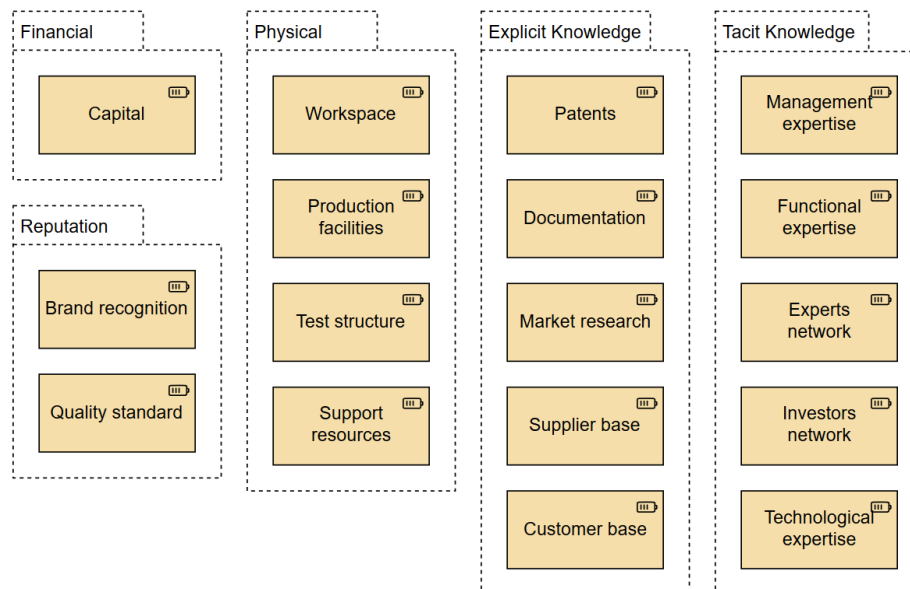 Financial
Capital
Reputation
Brand recognition
Quality standard
Physical
Workspace
Production
facilities
Test structure
Support
resources
Explicit Knowledge
Patents
Documentation
Market research
Supplier base
Customer base
Tacit Knowledge
Management
expertise
Functional
expertise
Experts
network
Investors
network
Technological
expertise